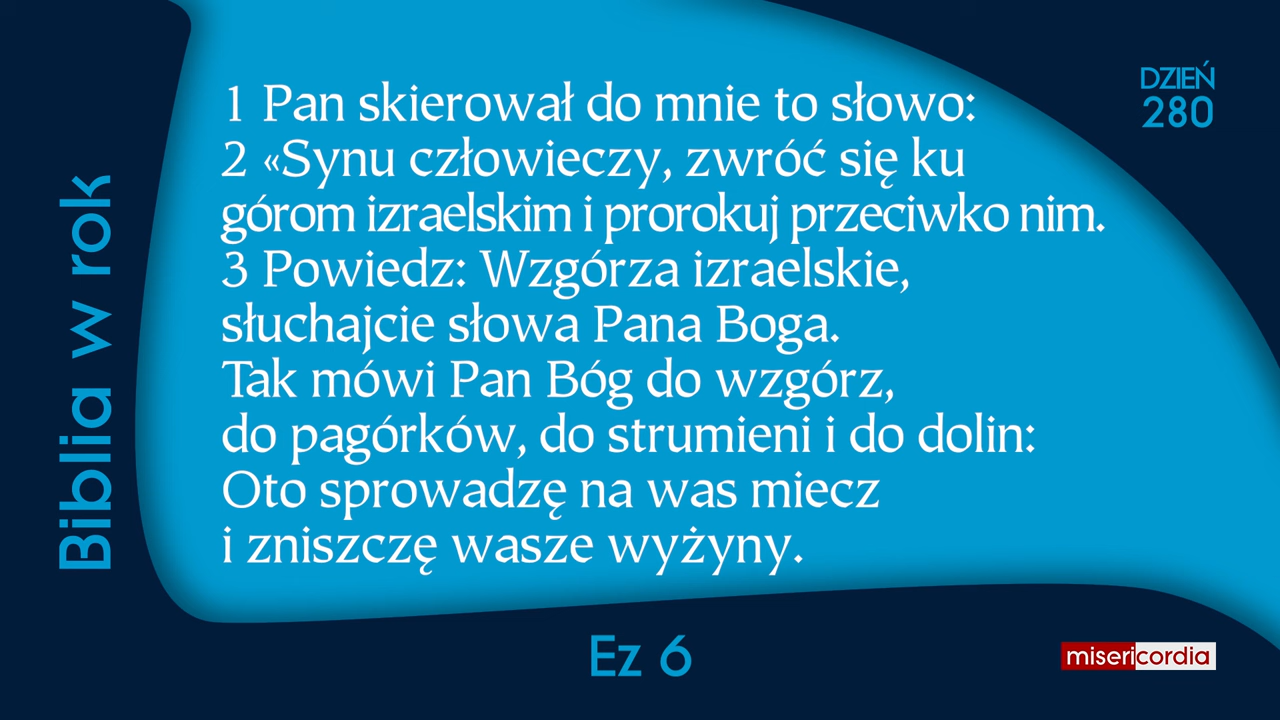 DZIEŃ
280
1 Pan skierował do mnie to słowo:
2 «Synu człowieczy, zwróć się ku
górom izraelskim i prorokuj przeciwko nim.
3 Powiedz: Wzgórza izraelskie,
słuchajcie słowa Pana Boga.
Tak mówi Pan Bóg do wzgórz,
do pagórków, do strumieni i do dolin:
Oto sprowadzę na was miecz
i zniszczę wasze wyżyny.
Biblia w rok
Ez 6
misericordia